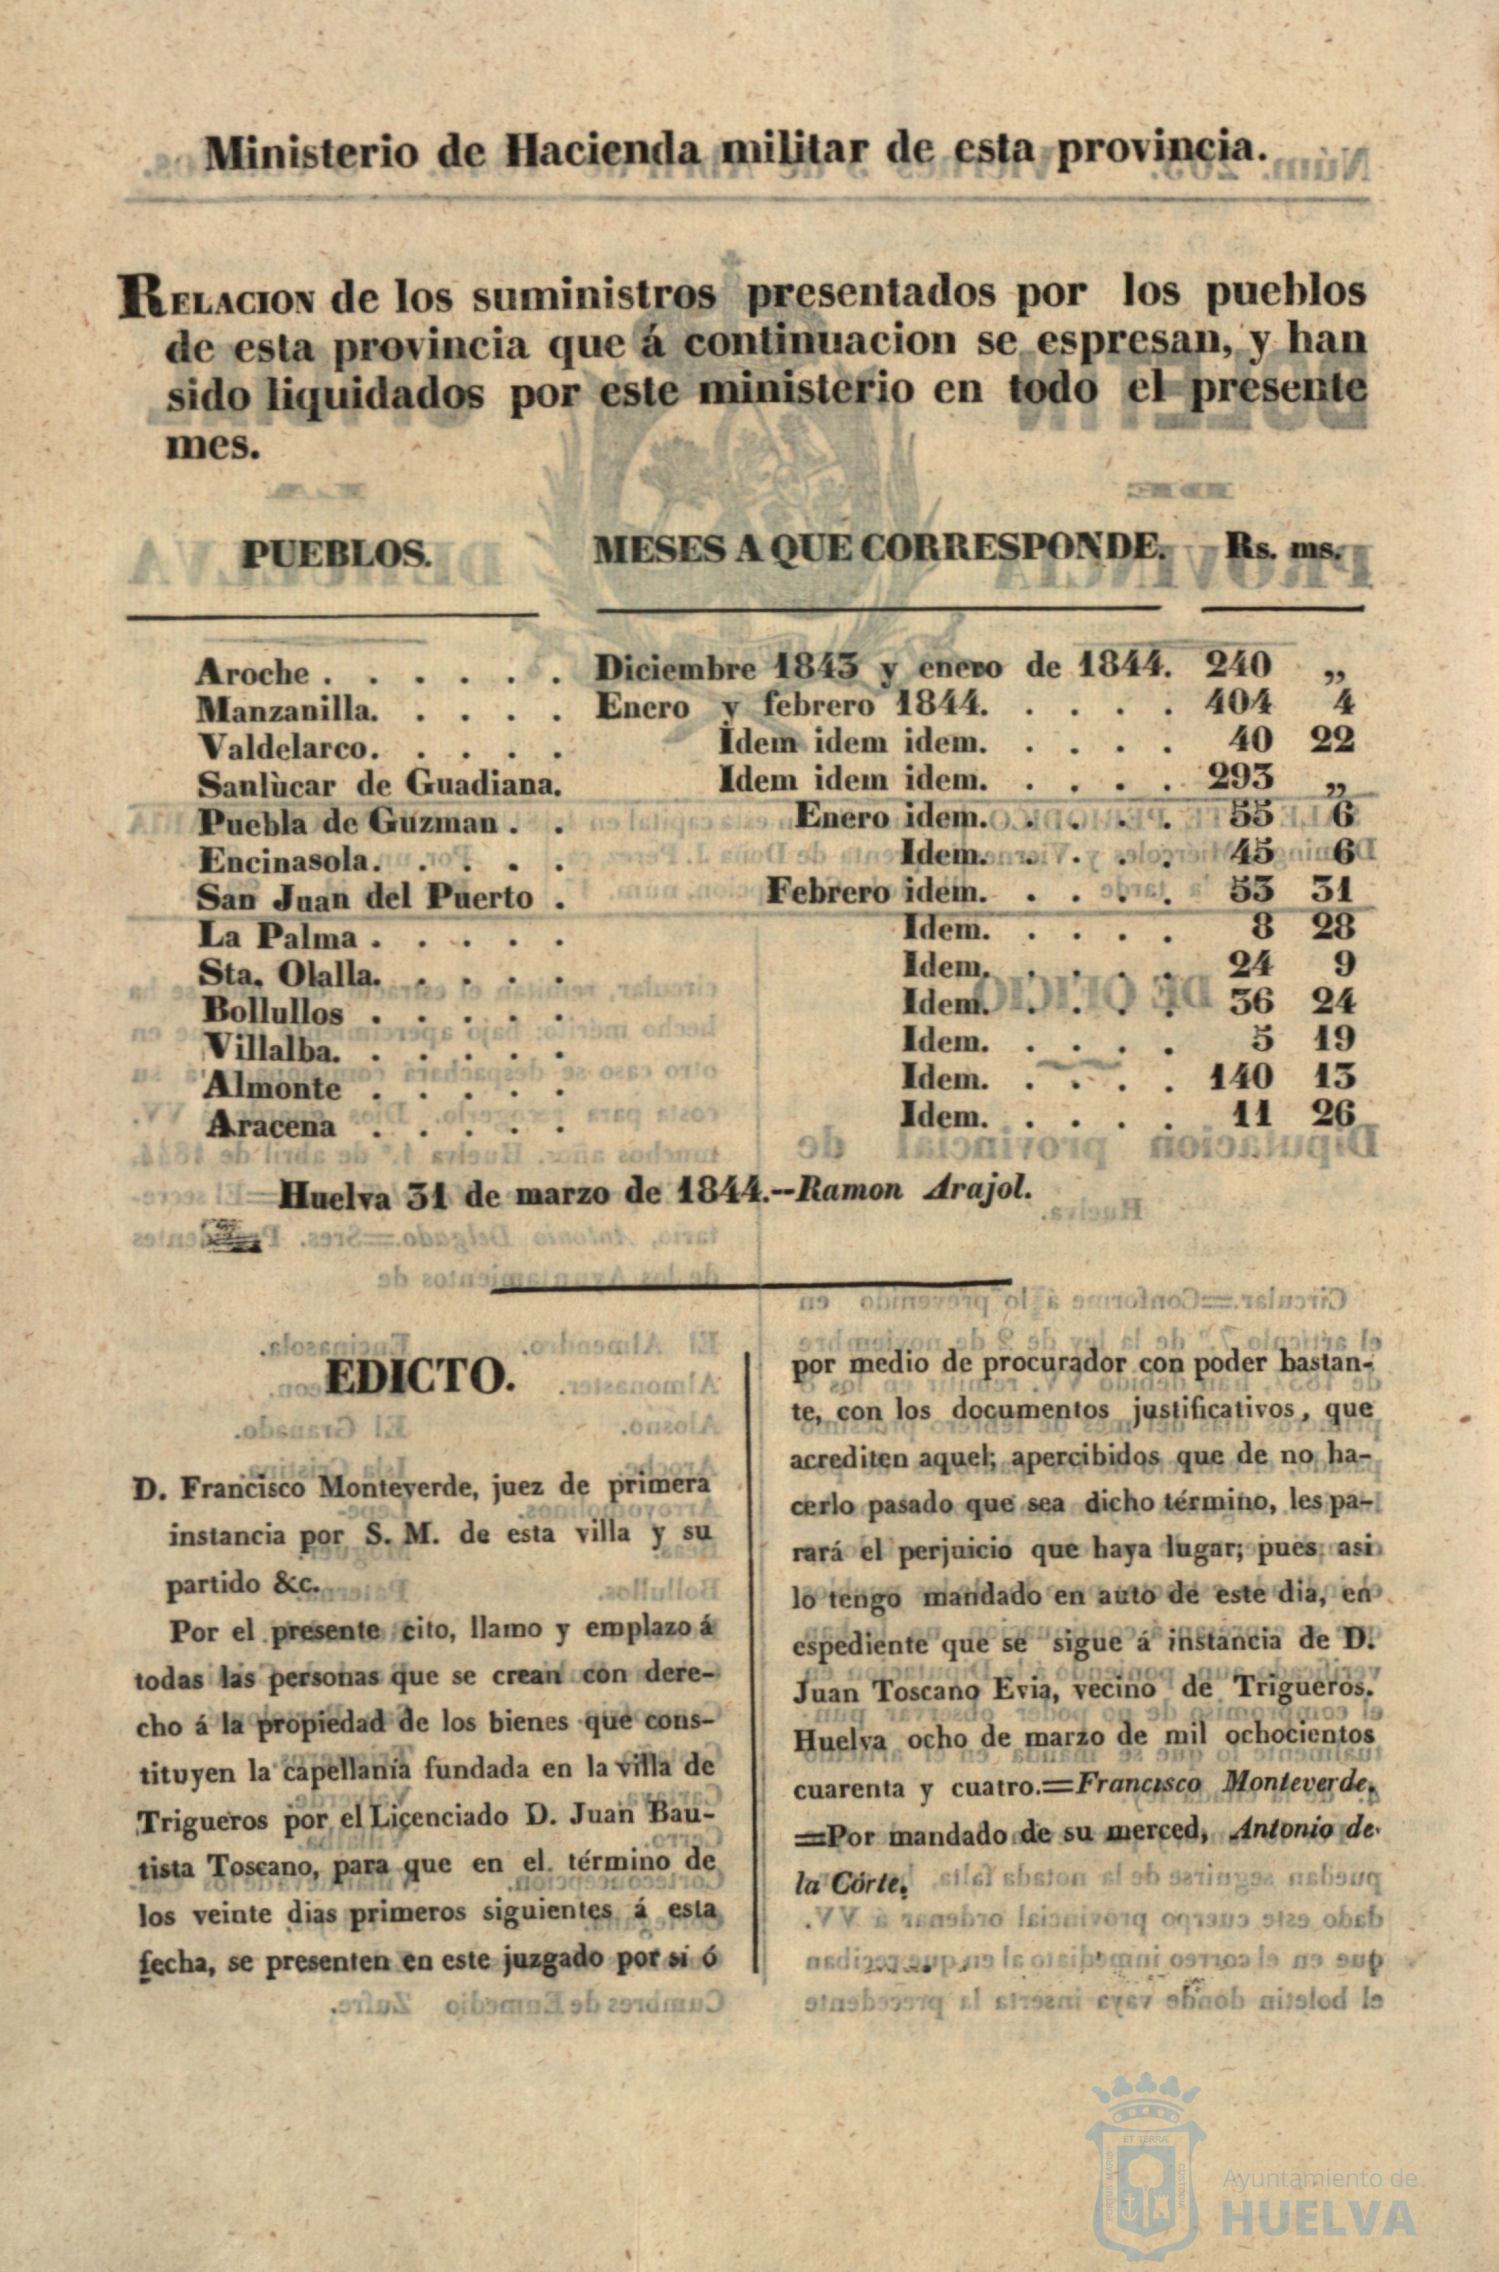 Ministerio de Hacienda militar de esta provincia.
RELACION de los suministros presentados por los pueblos
de esta provincia que á continuacion se espresan, y han
sido liquidados por este ministerio en todo el presente
mes.
PUEBLOS. MESES A QUE CORRESPONDE. Rs. ms.
Aroche . . . . . . Diciembre 1843 y enero de 1844. 240 „
Manzanilla. . . . . Enero y febrero 1844. . . . . 404 4
Valdelarco. . . . . Idem idem idem. . . . . 40 22
Sanlùcar de Guadiana. Idem idem idem. . . . . 293 „
Puebla de Guzman . . Enero idem. . . . . 55 6
Encinasola. . . . . Idem. . . . . 45 6
San Juan del Puerto . Febrero idem. . . . . 53 31
La Palma . . . . . Idem. . . . . 8 28
Sta. Olalla. . . . . Idem. . . . . 24 9
Bollullos . . . . . Idem. . . . . 36 24
Villalba. . . . . . Idem. . . . . 5 19
Almonte . . . . . Idem. . . . . 140 13
Aracena . . . . . Idem. . . . . 11 26
Huelva 31 de marzo de 1844.--Ramon Arajol.
EDICTO.
D. Francisco Monteverde, juez de primera
instancia por S. M. de esta villa y su
partido &c.
Por el presente cito, llamo y emplazo á
todas las personas que se crean con dere-
cho á la propiedad de los bienes que cons-
tituyen la capellania fundada en la villa de
Trigueros por el Licenciado D. Juan Bau-
tista Toscano, para que en el término de
los veinte dias primeros siguientes á esta
fecha, se presenten en este juzgado por si ó
por medio de procurador con poder bastan-
te, con los documentos justificativos, que
acrediten aquel; apercibidos que de no ha-
cerlo pasado que sea dicho término, les pa-
rará el perjuicio que haya lugar; pues asi
lo tengo mandado en auto de este dia, en
espediente que se sigue á instancia de D.
Juan Toscano Evia, vecino de Trigueros.
Huelva ocho de marzo de mil ochocientos
cuarenta y cuatro.=Francisco Monteverde.
=Por mandado de su merced, Antonio de
la Córte.
ET TERRÆ
PORTUS MARIS
CUSTODIA
Ayuntamiento de
HUELVA